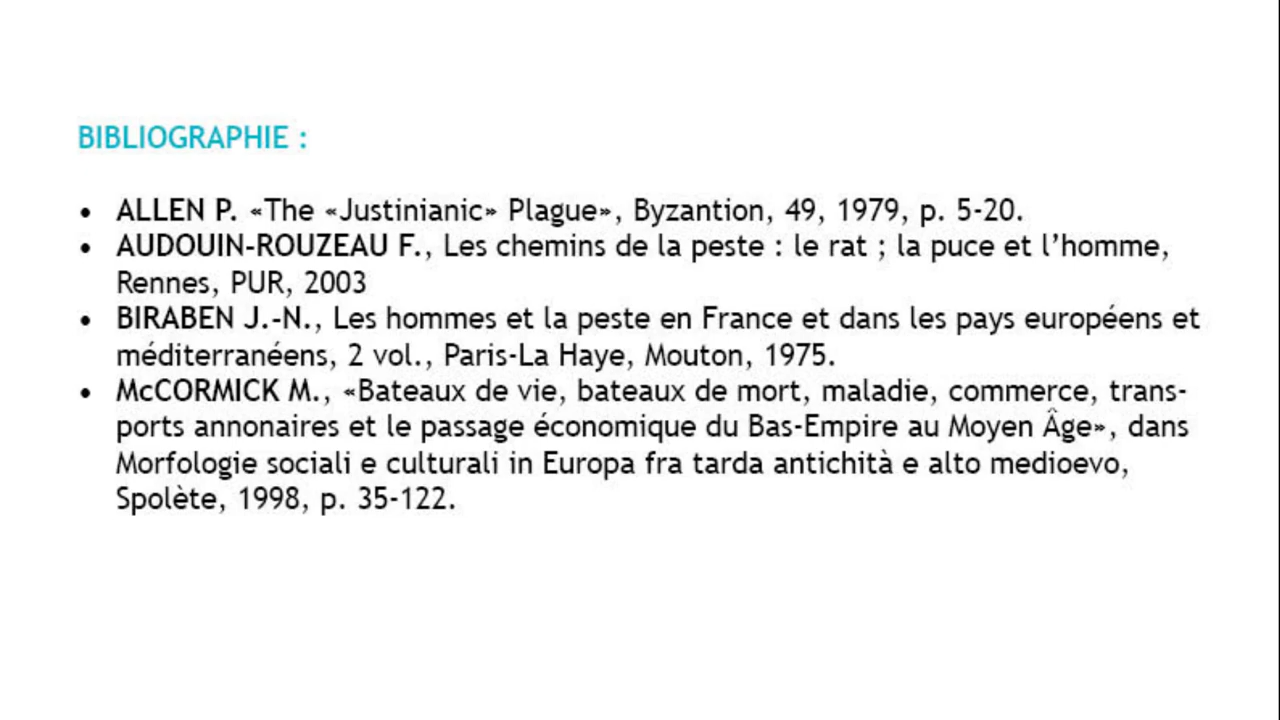 BIBLIOGRAPHIE :
• ALLEN P. «The «Justinianic» Plague», Byzantion, 49, 1979, p. 5-20.
• AUDOUIN-ROUZEAU F., Les chemins de la peste : le rat ; la puce et l’homme,
Rennes, PUR, 2003
• BIRABEN J.-N., Les hommes et la peste en France et dans les pays européens et
méditerranéens, 2 vol., Paris-La Haye, Mouton, 1975.
• McCORMICK M., «Bateaux de vie, bateaux de mort, maladie, commerce, trans-
ports annonaires et le passage économique du Bas-Empire au Moyen Âge», dans
Morfologie sociali e culturali in Europa fra tarda antichità e alto medioevo,
Spolète, 1998, p. 35-122.